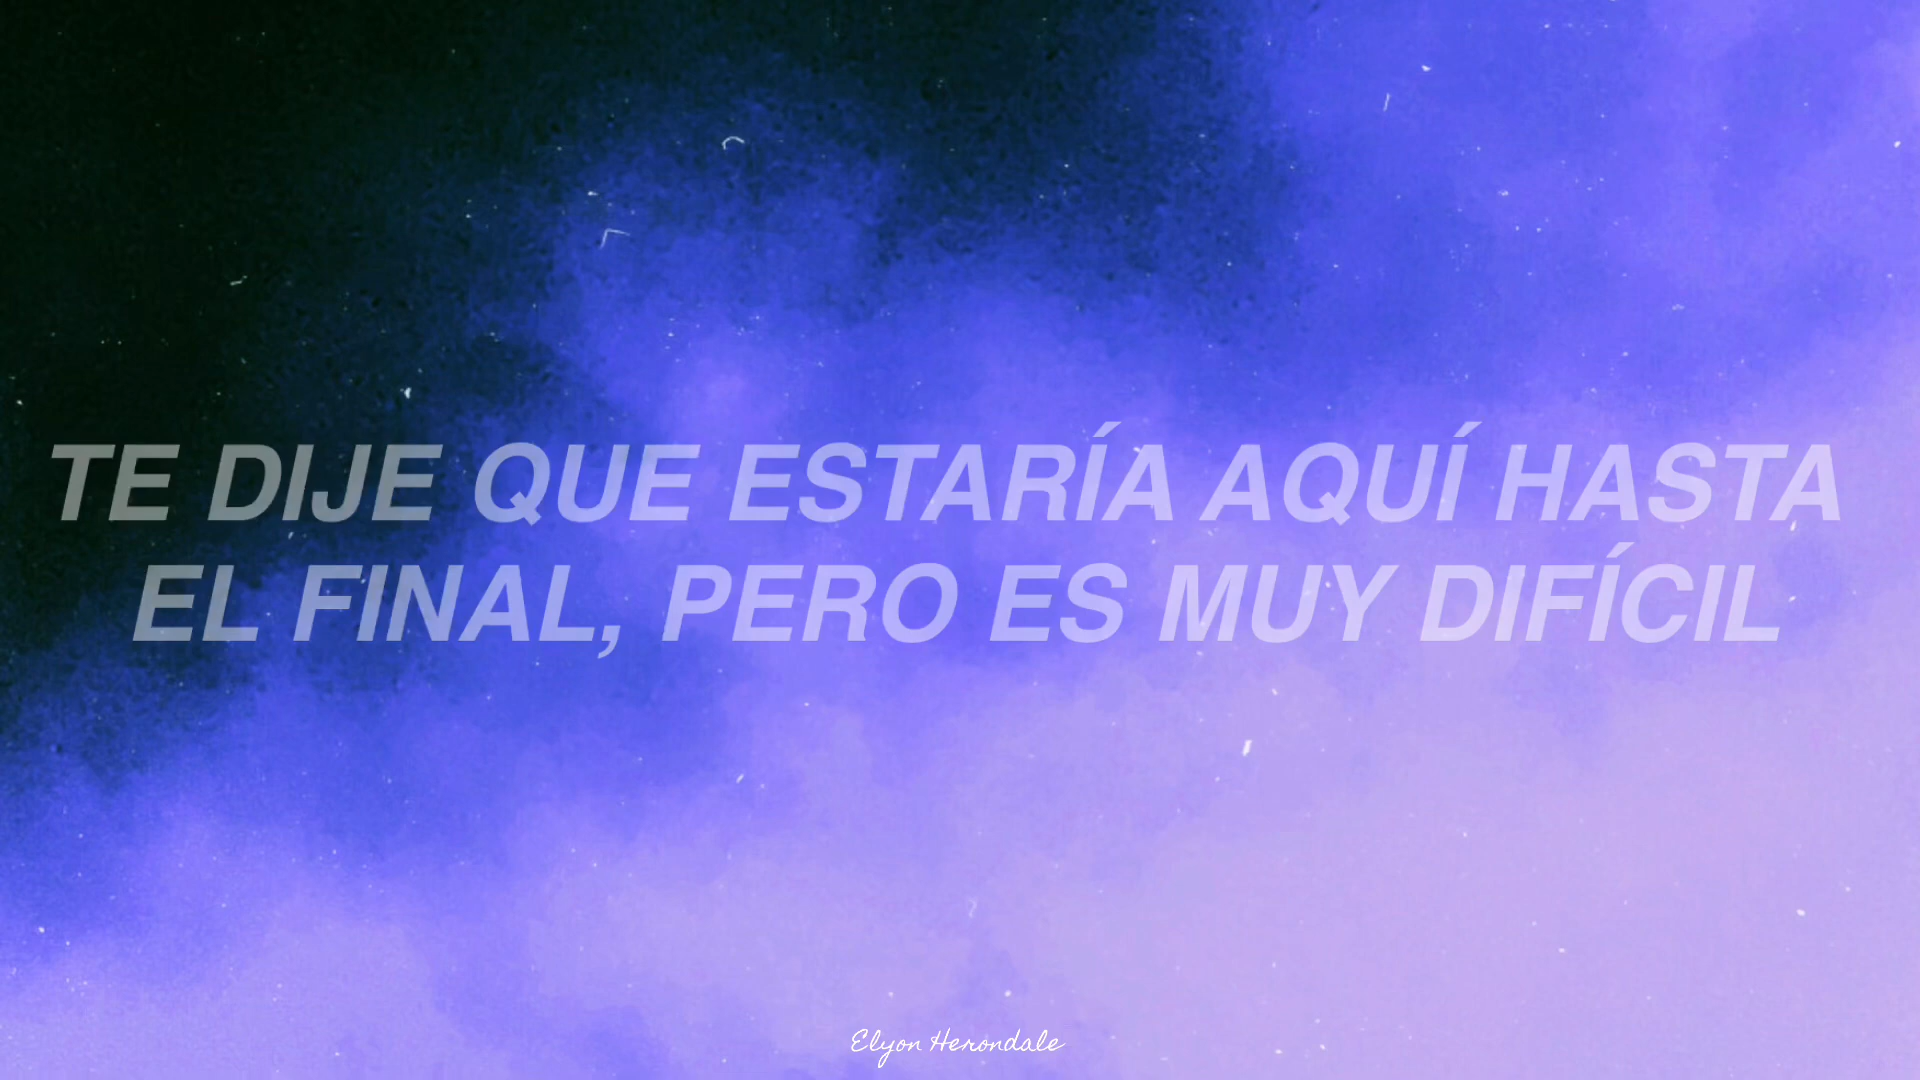 TE DIJE QUE ESTARÍA AQUÍ HASTA
EL FINAL, PERO ES MUY DIFÍCIL
Elyon Herondale